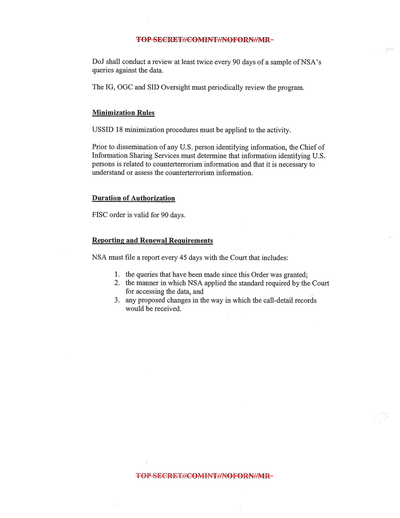 TOP SECRET//COMINT//NOFORN//MR
DoJ shall conduct a review at least twice every 90 days of a sample of NSA's
queries against the data.
The IG, OGC and SID Oversight must periodically review the program.
Minimization Rules
USSID 18 minimization procedures must be applied to the activity.
Prior to dissemination of any U.S. person identifying information, the Chief of
Information Sharing Services must determine that information identifying U.S.
persons is related to counterterrorism information and that it is necessary to
understand or assess the counterterrorism information.
Duration of Authorization
FISC order is valid for 90 days.
Reporting and Renewal Requirements
NSA must file a report every 45 days with the Court that includes:
1. the queries that have been made since this Order was granted;
2. the manner in which NSA applied the standard required by the Court
for accessing the data, and
3. any proposed changes in the way in which the call-detail records
would be received.
TOP SECRET//COMINT//NOFORN//MR